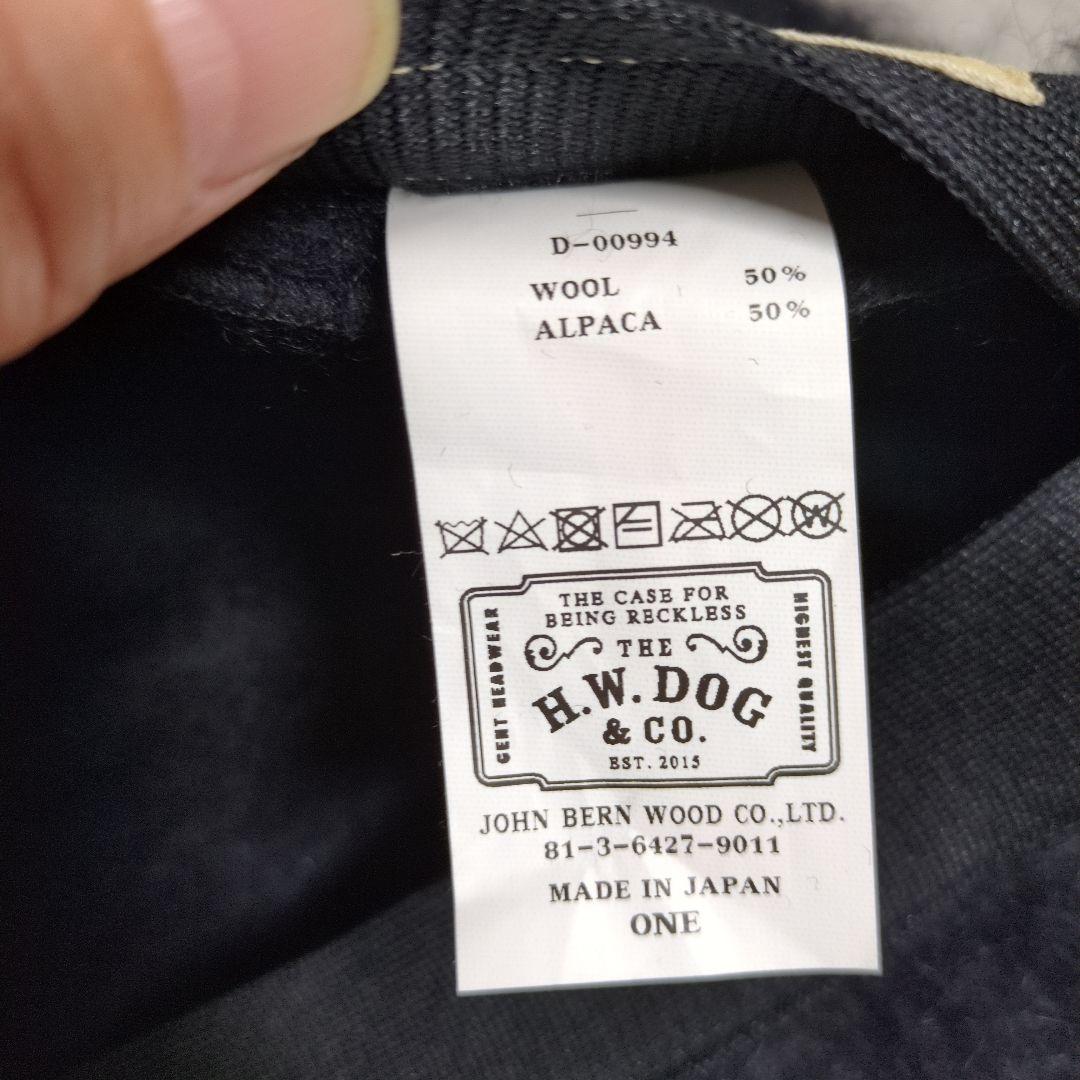 D-00994
WOOL 50%
ALPACA 50%
W
THE CASE FOR
BEING RECKLESS
GENT HEADWEAR
THE
H.W. DOG
& CO.
EST. 2015
HIGHEST QUALITY
JOHN BERN WOOD CO.,LTD.
81-3-6427-9011
MADE IN JAPAN
ONE